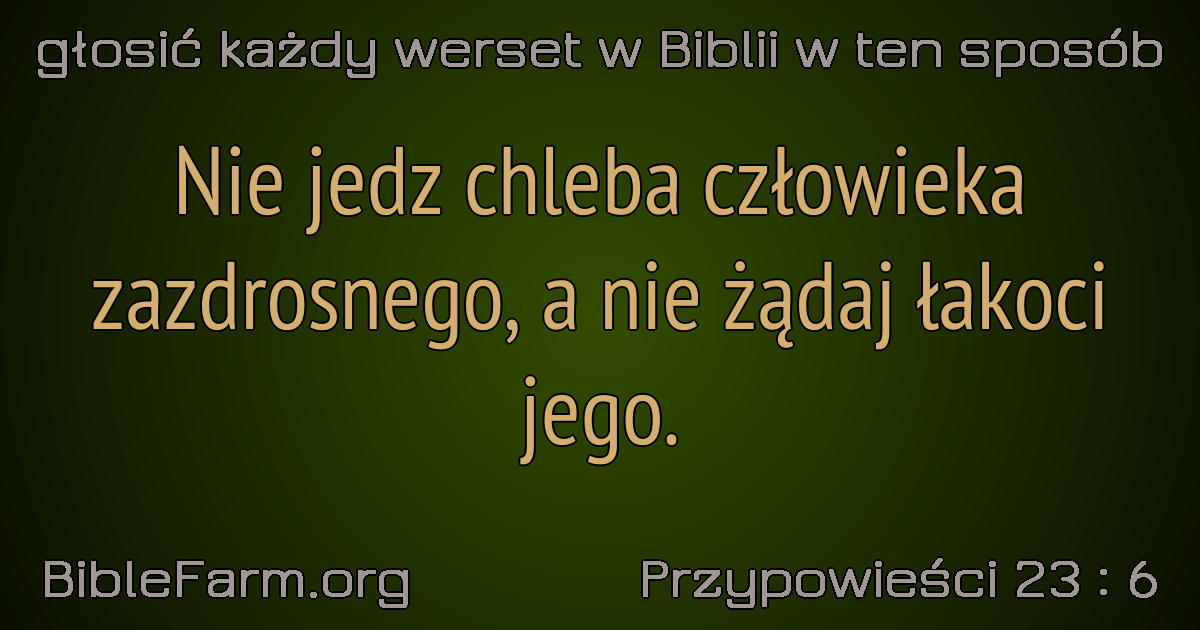 głosić każdy werset w Biblii w ten sposób
Nie jedz chleba człowieka
zazdrosnego, a nie żądaj łakoci
jego.
BibleFarm.org
Przypowieści 23 : 6